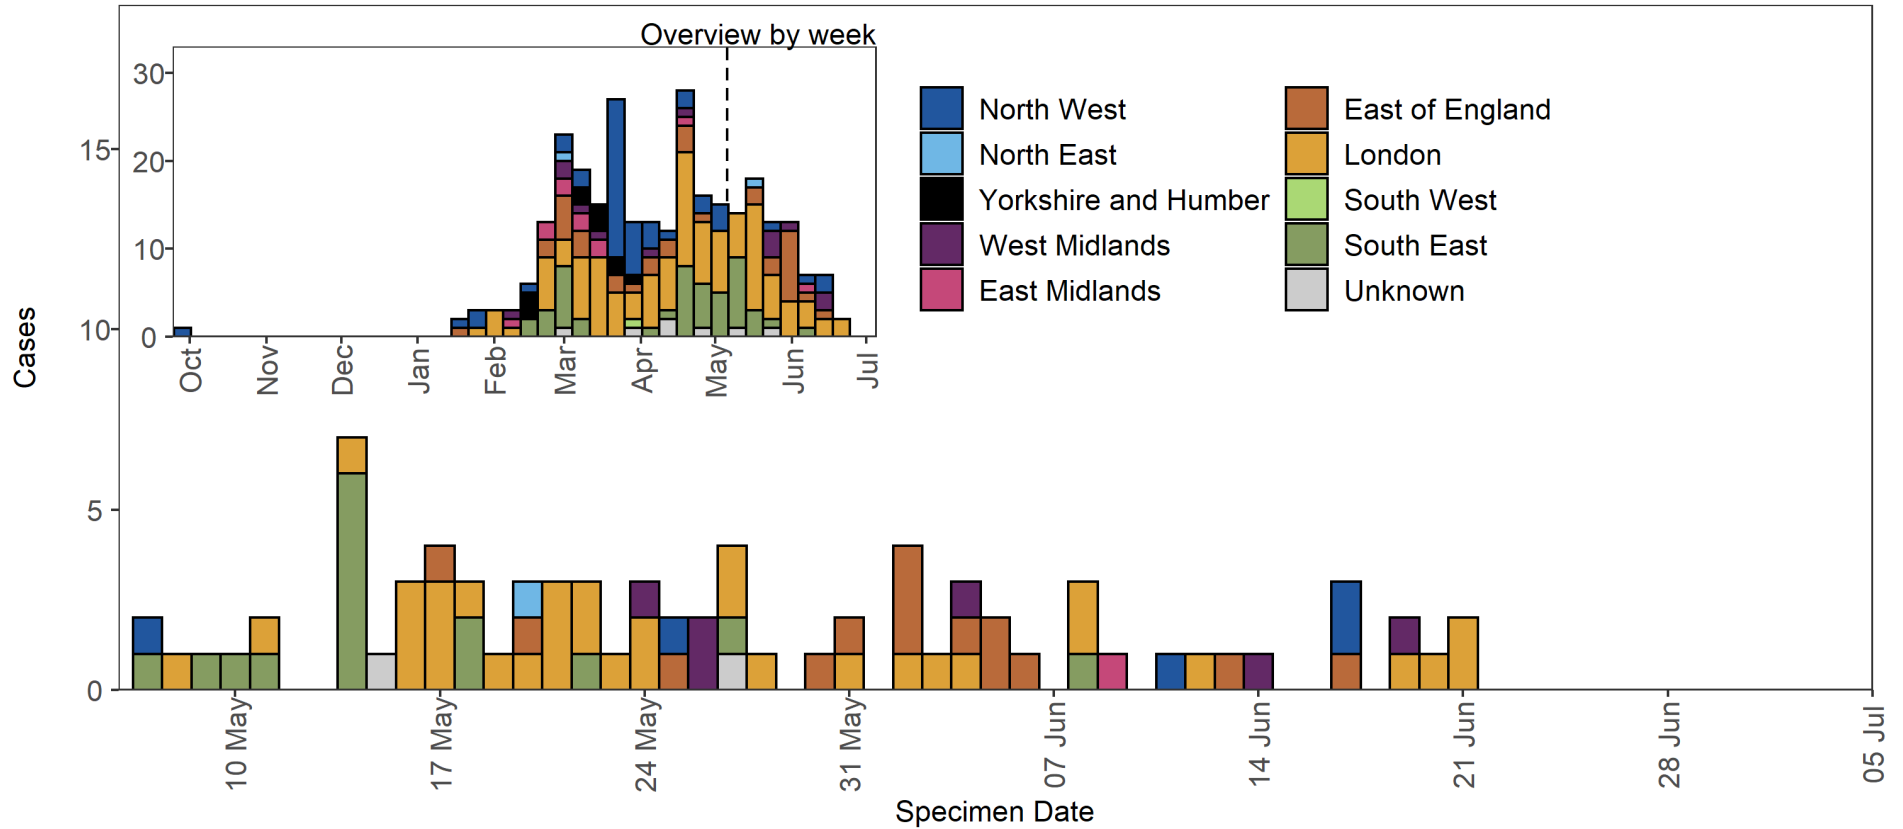 Overview by week
30
20
10
0
Oct
Nov
Dec
Jan
Feb
Mar
Apr
May
Jun
Jul
North West
North East
Yorkshire and Humber
West Midlands
East Midlands
East of England
London
South West
South East
Unknown
Cases
15
10
5
0
10 May
17 May
24 May
31 May
07 Jun
14 Jun
21 Jun
28 Jun
05 Jul
Specimen Date